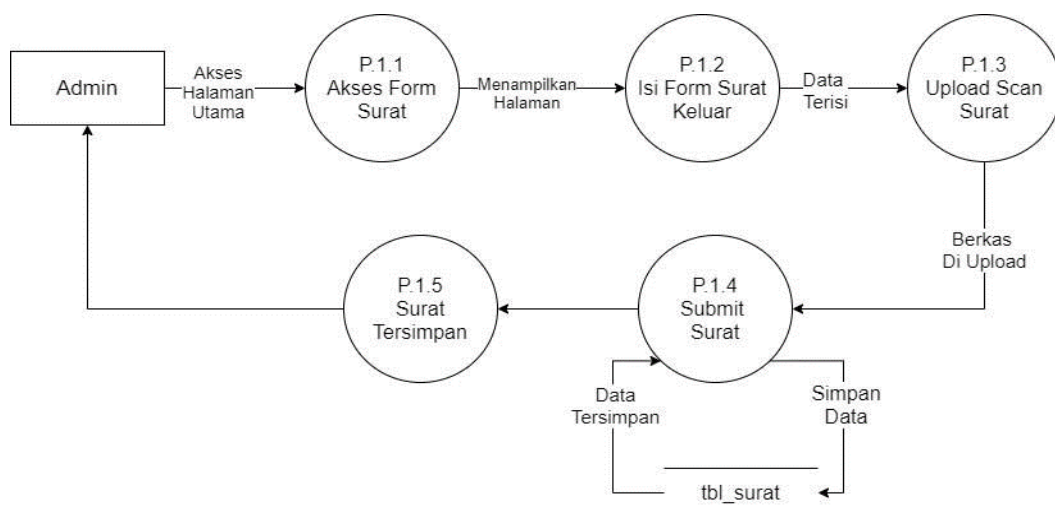 Admin
Akses
Halaman
Utama
P.1.1
Akses Form
Surat
Menampilkan
Halaman
P.1.2
Isi Form Surat
Keluar
Data
Terisi
P.1.3
Upload Scan
Surat
Berkas
Di Upload
P.1.4
Submit
Surat
P.1.5
Surat
Tersimpan
Data
Tersimpan
Simpan
Data
tbl_surat